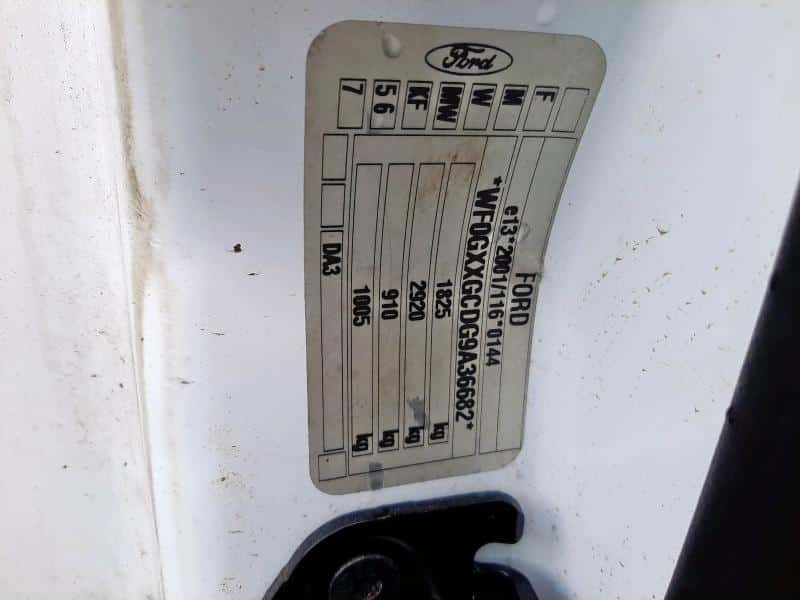 Ford
F
M
W
MW
KF
5 6
7
FORD
e13*2001/116*0144
*WF0GXXGCDG9A36682*
1825 kg
2920 kg
910 kg
1005 kg
DA3